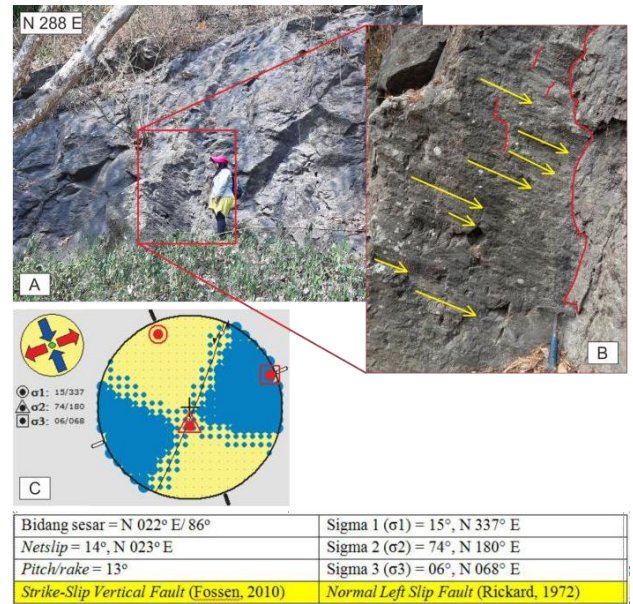 N 288 E
A
B
σ1: 15/337
σ2: 74/180
σ3: 06/068
C
Bidang sesar = N 022° E/ 86° Sigma 1 (σ1) = 15°, N 337° E
Netslip = 14°, N 023° E Sigma 2 (σ2) = 74°, N 180° E
Pitch/rake = 13° Sigma 3 (σ3) = 06°, N 068° E
Strike-Slip Vertical Fault (Fossen, 2010) Normal Left Slip Fault (Rickard, 1972)